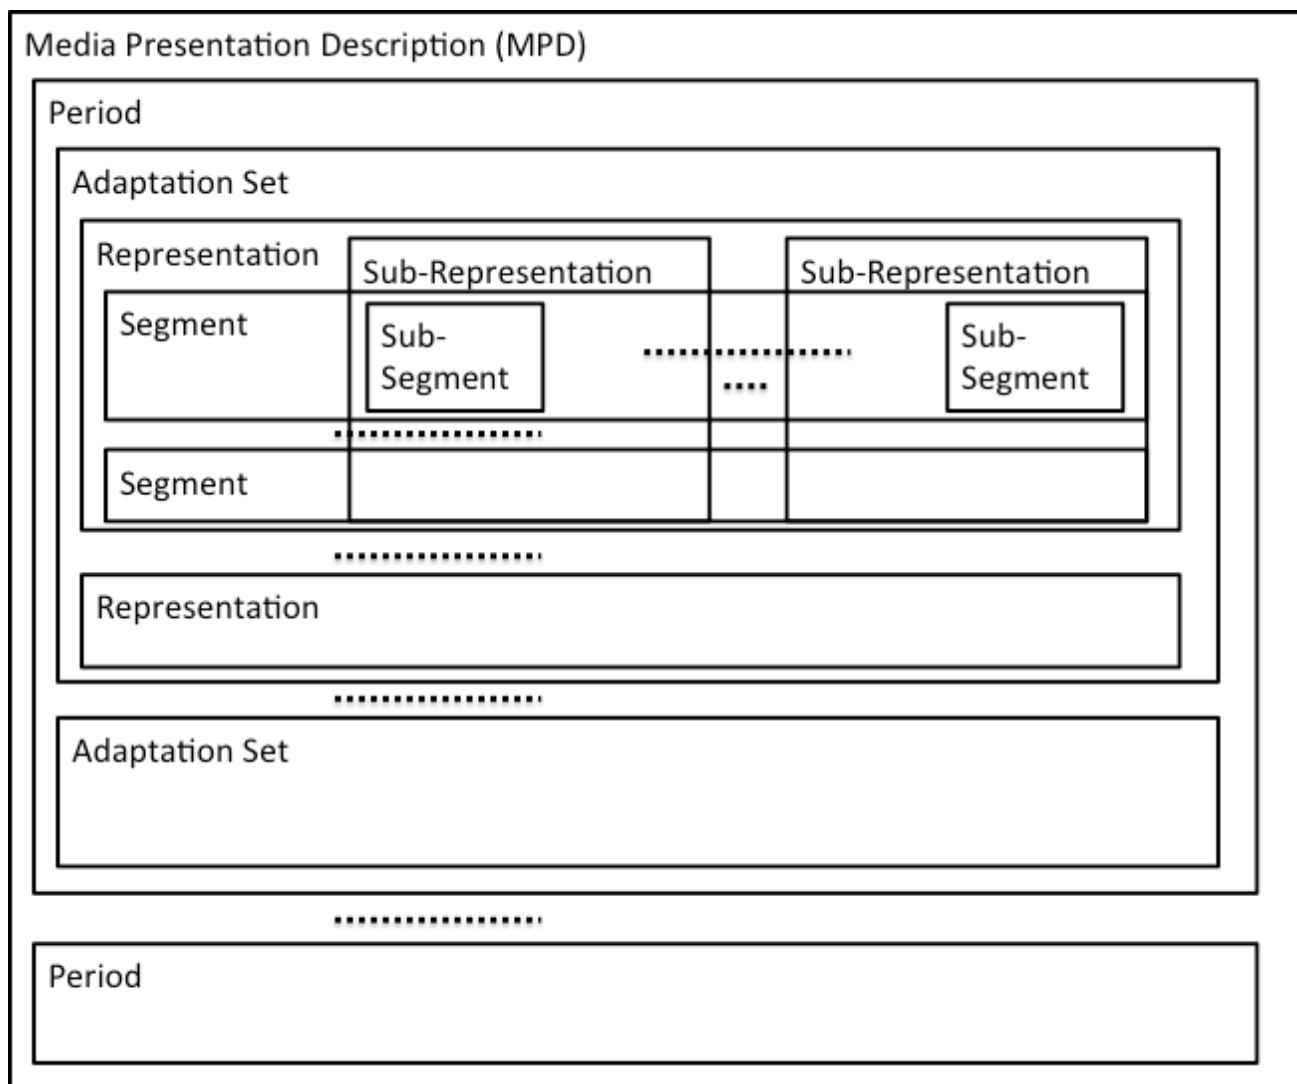 Media Presentation Description (MPD)
Period
Adaptation Set
Representation
Sub-Representation
Sub-Representation
Segment
Sub-
Segment
Sub-
Segment
Segment
Representation
Adaptation Set
Period